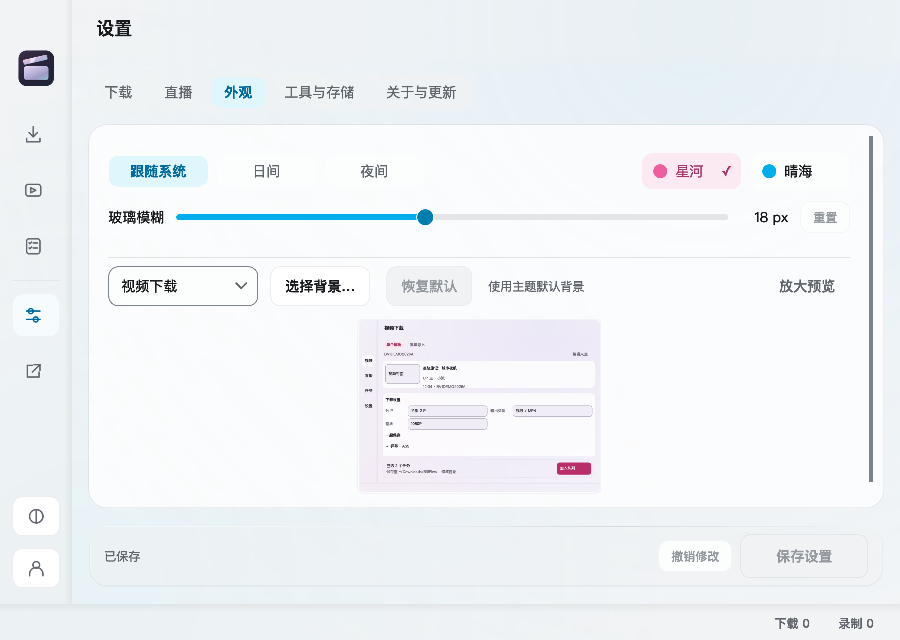 设置
下载 直播 外观 工具与存储 关于与更新
跟随系统 日间 夜间 星河 ✓ 晴海
玻璃模糊 18 px 重置
视频下载 选择背景... 恢复默认 使用主题默认背景 放大预览
视频下载
已保存 撤销修改 保存设置
下载 0 录制 0